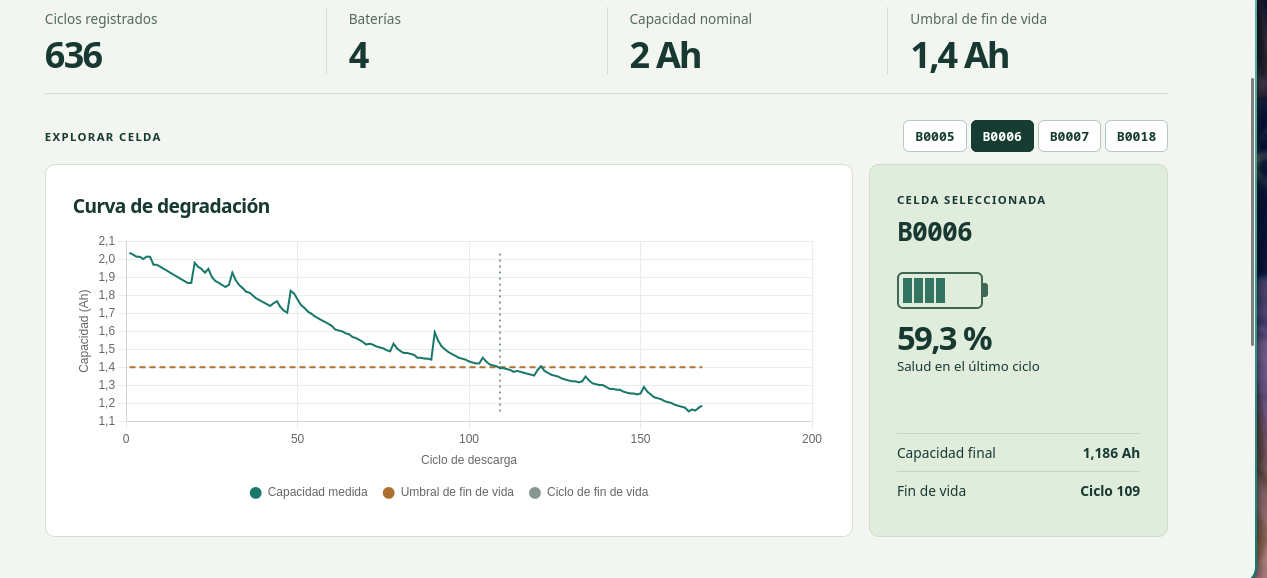 Ciclos registrados
636
Baterías
4
Capacidad nominal
2 Ah
Umbral de fin de vida
1,4 Ah
EXPLORAR CELDA
B0005
B0006
B0007
B0018
Curva de degradación
Capacidad (Ah)
2,1
2,0
1,9
1,8
1,7
1,6
1,5
1,4
1,3
1,2
1,1
0
50
100
150
200
Ciclo de descarga
Capacidad medida
Umbral de fin de vida
Ciclo de fin de vida
CELDA SELECCIONADA
B0006
59,3 %
Salud en el último ciclo
Capacidad final
1,186 Ah
Fin de vida
Ciclo 109